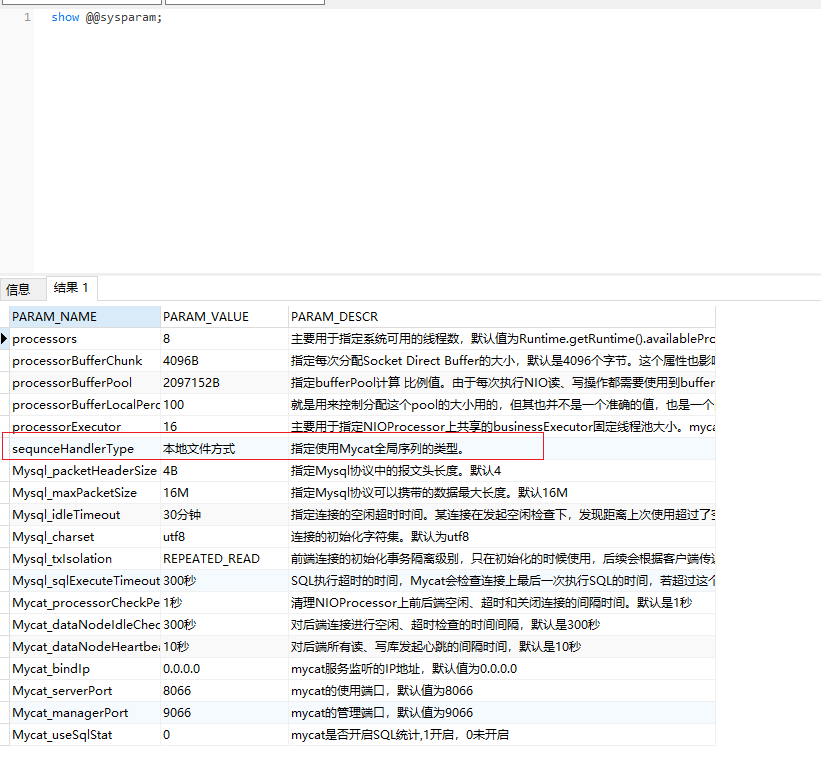 1 show @@sysparam;
信息 结果 1
PARAM_NAME PARAM_VALUE PARAM_DESCR
processors 8 主要用于指定系统可用的线程数，默认值为Runtime.getRuntime().availablePro
processorBufferChunk 4096B 指定每次分配Socket Direct Buffer的大小，默认是4096个字节。这个属性也影
processorBufferPool 2097152B 指定bufferPool计算 比例值。由于每次执行NIO读、写操作都需要使用到buffer
processorBufferLocalPerc 100 就是用来控制分配这个pool的大小用的，但其也并不是一个准确的值，也是一个
processorExecutor 16 主要用于指定NIOProcessor上共享的businessExecutor固定线程池大小。myca
sequnceHandlerType 本地文件方式 指定使用Mycat全局序列的类型。
Mysql_packetHeaderSize 4B 指定Mysql协议中的报文头长度。默认4
Mysql_maxPacketSize 16M 指定Mysql协议可以携带的数据最大长度。默认16M
Mysql_idleTimeout 30分钟 指定连接的空闲超时时间。某连接在发起空闲检查下，发现距离上次使用超过了空
Mysql_charset utf8 连接的初始化字符集。默认为utf8
Mysql_txIsolation REPEATED_READ 前端连接的初始化事务隔离级别，只在初始化的时候使用，后续会根据客户端传
Mysql_sqlExecuteTimeout 300秒 SQL执行超时的时间，Mycat会检查连接上最后一次执行SQL的时间，若超过这个
Mycat_processorCheckPe 1秒 清理NIOProcessor上前后端空闲、超时和关闭连接的间隔时间。默认是1秒
Mycat_dataNodeIdleChec 300秒 对后端连接进行空闲、超时检查的时间间隔，默认是300秒
Mycat_dataNodeHeartbea 10秒 对后端所有读、写库发起心跳的间隔时间，默认是10秒
Mycat_bindIp 0.0.0.0 mycat服务监听的IP地址，默认值为0.0.0.0
Mycat_serverPort 8066 mycat的使用端口，默认值为8066
Mycat_managerPort 9066 mycat的管理端口，默认值为9066
Mycat_useSqlStat 0 mycat是否开启SQL统计,1开启，0未开启